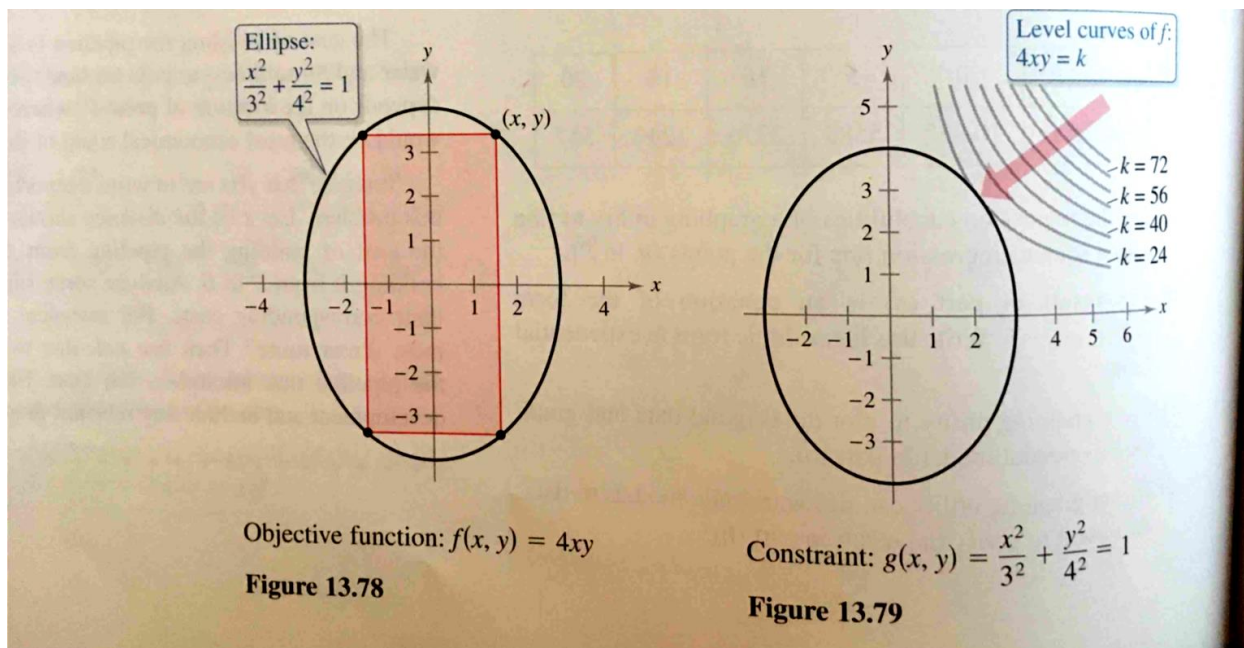 Ellipse:
x²/3² + y²/4² = 1
y
(x, y)
3
2
1
x
−4 −2 −1 1 2 4
−1
−2
−3
Objective function: f(x, y) = 4xy
Figure 13.78
Level curves of f:
4xy = k
y
5
3
2
1
k = 72
k = 56
k = 40
k = 24
x
−2 −1 1 2 4 5 6
−1
−2
−3
Constraint: g(x, y) = x²/3² + y²/4² = 1
Figure 13.79